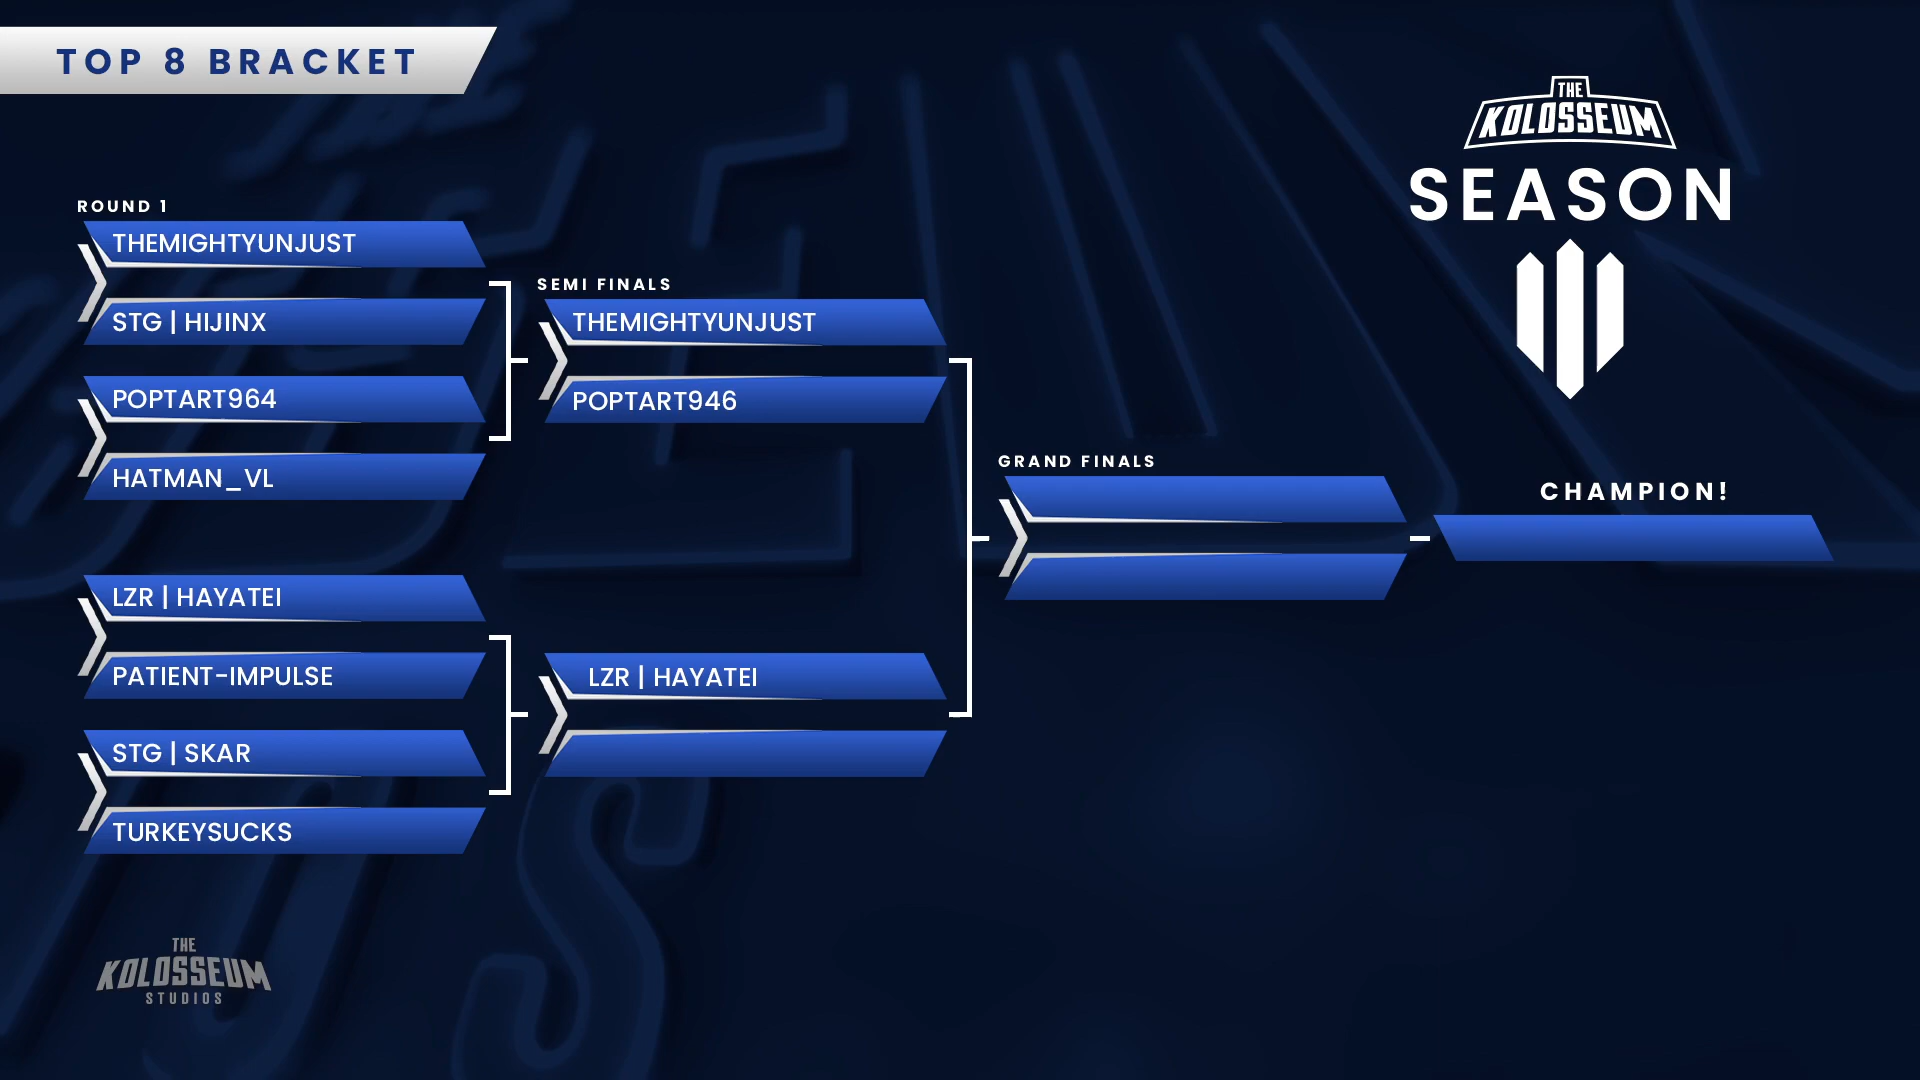 TOP 8 BRACKET
THE
KOLOSSEUM
SEASON
ROUND 1
THEMIGHTYUNJUST
STG | HIJINX
POPTART964
HATMAN_VL
LZR | HAYATEI
PATIENT-IMPULSE
STG | SKAR
TURKEYSUCKS
SEMI FINALS
THEMIGHTYUNJUST
POPTART946
LZR | HAYATEI
GRAND FINALS
CHAMPION!
THE
KOLOSSEUM
STUDIOS